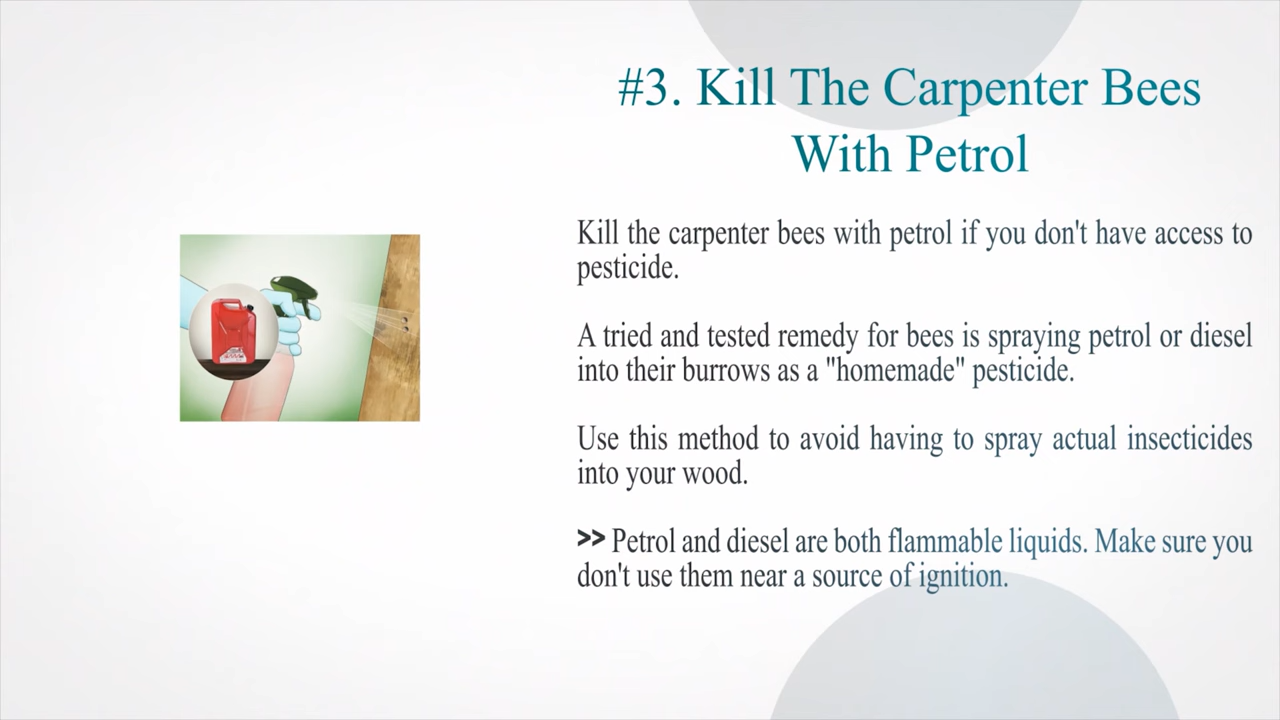 #3. Kill The Carpenter Bees
With Petrol
Kill the carpenter bees with petrol if you don't have access to
pesticide.
A tried and tested remedy for bees is spraying petrol or diesel
into their burrows as a "homemade" pesticide.
Use this method to avoid having to spray actual insecticides
into your wood.
>> Petrol and diesel are both flammable liquids. Make sure you
don't use them near a source of ignition.